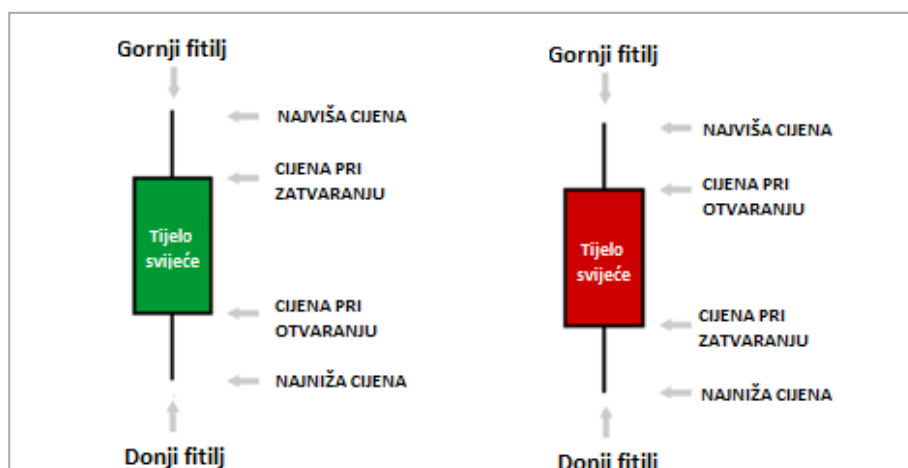 Gornji fitilj
NAJVIŠA CIJENA
CIJENA PRI
ZATVARANJU
Tijelo
svijeće
CIJENA PRI
OTVARANJU
NAJNIŽA CIJENA
Donji fitilj
Gornji fitilj
NAJVIŠA CIJENA
CIJENA PRI
OTVARANJU
Tijelo
svijeće
CIJENA PRI
ZATVARANJU
NAJNIŽA CIJENA
Donji fitilj